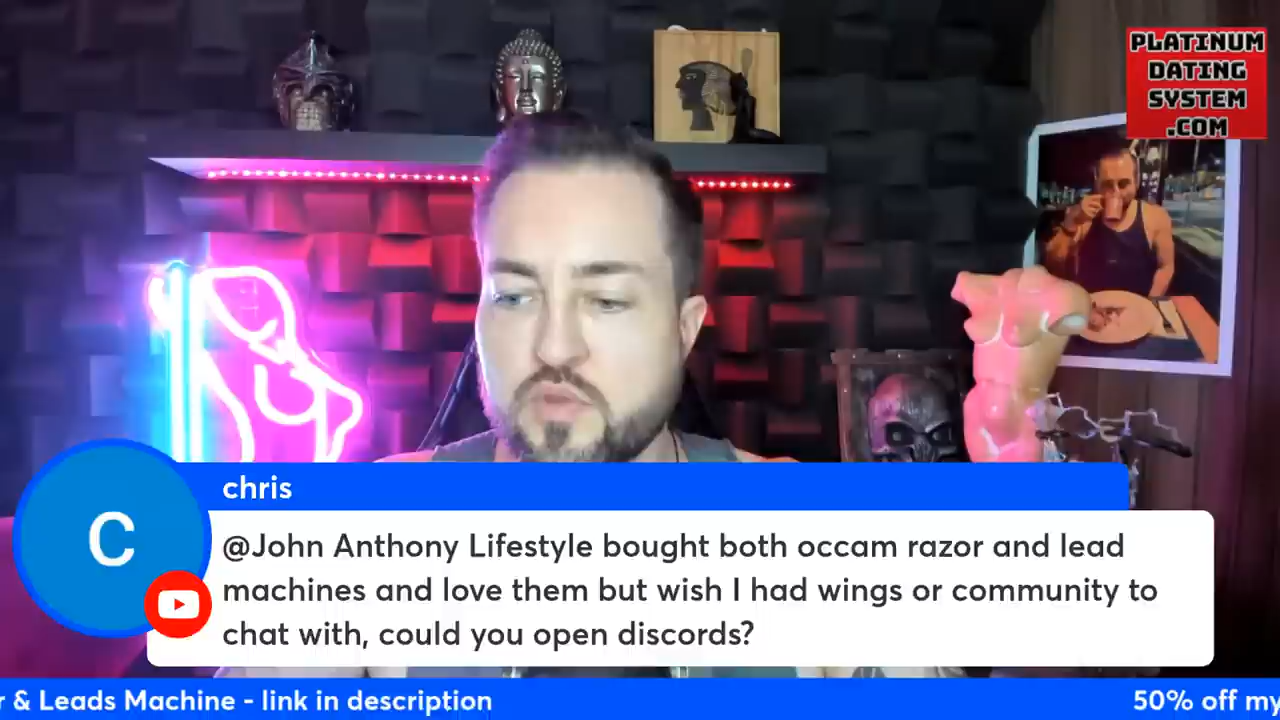 PLATINUM
DATING
SYSTEM
.COM
chris
C
@John Anthony Lifestyle bought both occam razor and lead
machines and love them but wish I had wings or community to
chat with, could you open discords?
r & Leads Machine - link in description
50% off my